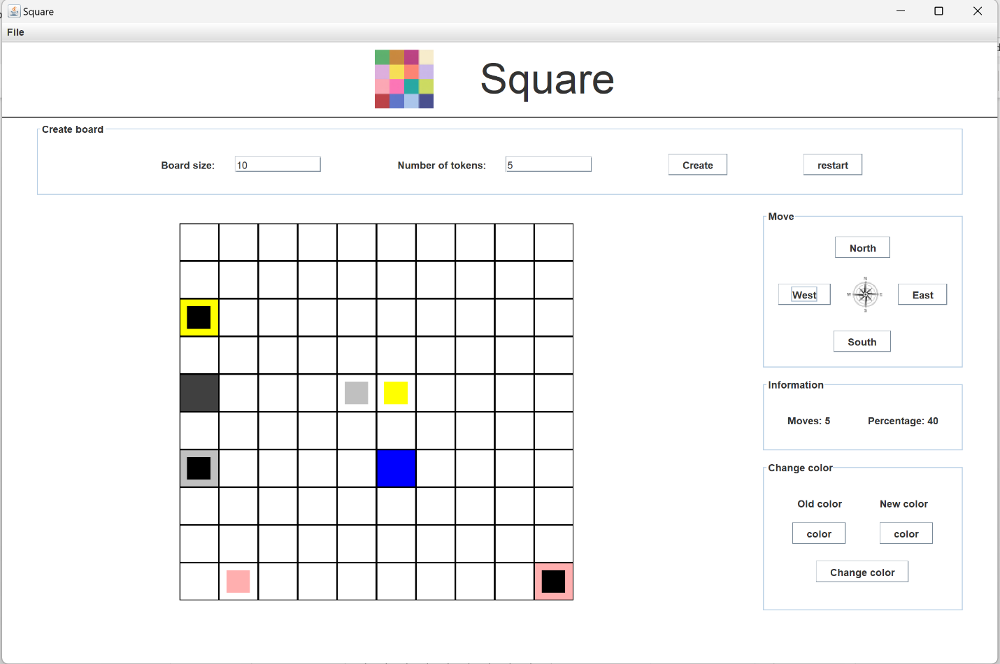 Square
File
Square
Create board
Board size: 10 Number of tokens: 5 Create restart
Move
North
N
West W E East
S
South
Information
Moves: 5 Percentage: 40
Change color
Old color New color
color color
Change color